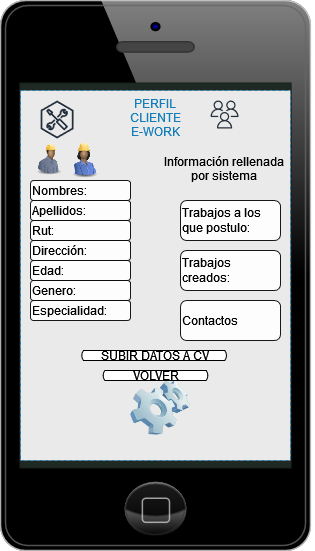 PERFIL
CLIENTE
E-WORK
Información rellenada
por sistema
Nombres:
Apellidos:
Rut:
Dirección:
Edad:
Genero:
Especialidad:
Trabajos a los
que postulo:
Trabajos
creados:
Contactos
SUBIR DATOS A CV
VOLVER